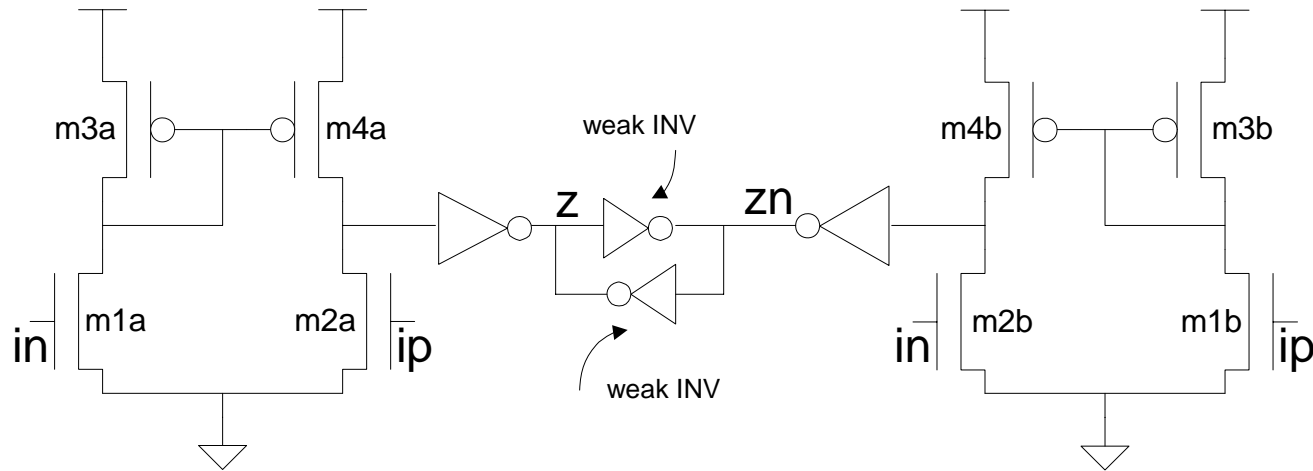 weak INV
m3a
m4a
m4b
m3b
z
zn
m1a
m2a
m2b
m1b
in
ip
in
ip
weak INV